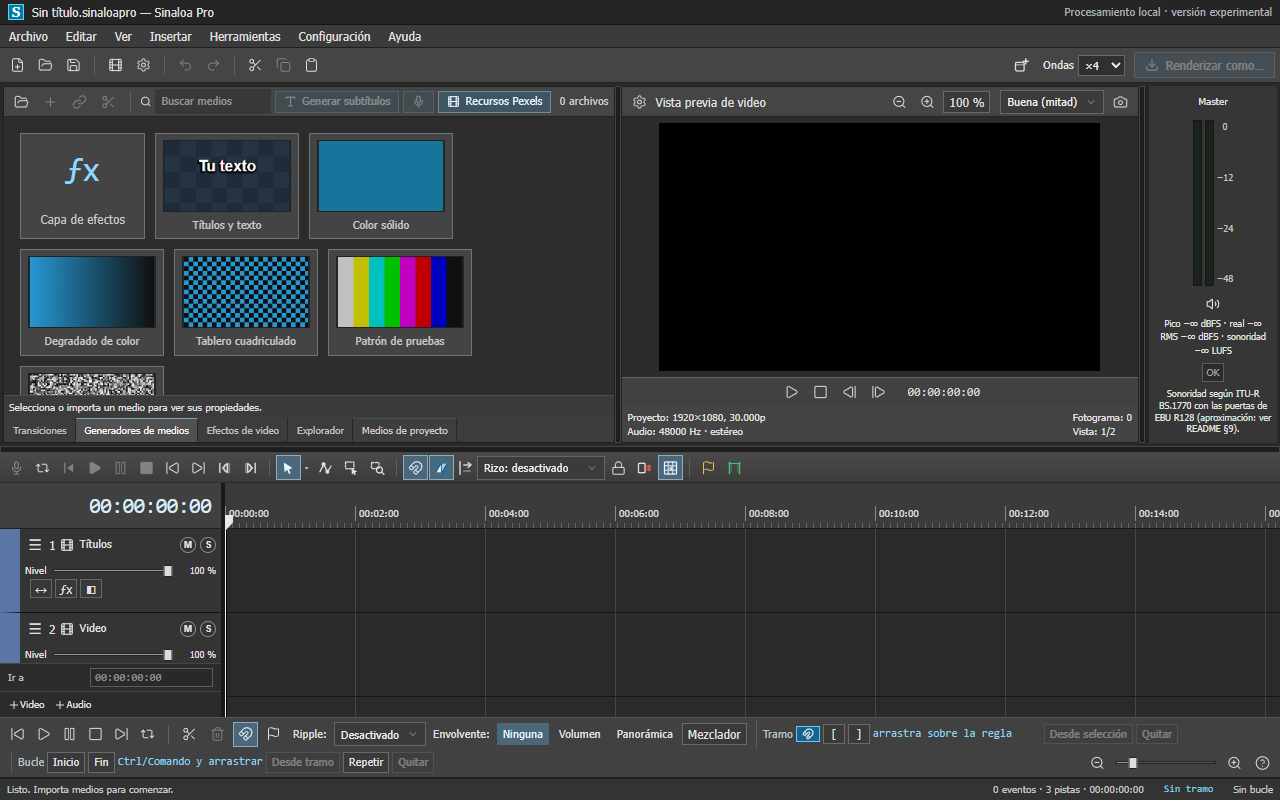 S Sin título.sinaloapro — Sinaloa Pro
Procesamiento local · versión experimental
Archivo Editar Ver Insertar Herramientas Configuración Ayuda
Ondas x4 Renderizar como...
Buscar medios Generar subtítulos Recursos Pexels 0 archivos
ƒx
Capa de efectos
Tu texto
Títulos y texto
Color sólido
Degradado de color
Tablero cuadriculado
Patrón de pruebas
Selecciona o importa un medio para ver sus propiedades.
Transiciones Generadores de medios Efectos de video Explorador Medios de proyecto
Vista previa de video 100 % Buena (mitad)
00:00:00:00
Proyecto: 1920×1080, 30.000p
Audio: 48000 Hz · estéreo
Fotograma: 0
Vista: 1/2
Master
0
−12
−24
−48
Pico −∞ dBFS · real −∞
RMS −∞ dBFS · sonoridad
−∞ LUFS
OK
Sonoridad según ITU-R
BS.1770 con las puertas de
EBU R128 (aproximación: ver
README §9).
Rizo: desactivado
00:00:00:00
00:00:00 00:02:00 00:04:00 00:06:00 00:08:00 00:10:00 00:12:00 00:14:00 00
1 Títulos M S
Nivel 100 %
ƒx
2 Video M S
Nivel 100 %
Ir a 00:00:00:00
+Video +Audio
Ripple: Desactivado Envolvente: Ninguna Volumen Panorámica Mezclador Tramo [ ] arrastra sobre la regla Desde selección Quitar
Bucle Inicio Fin Ctrl/Comando y arrastrar Desde tramo Repetir Quitar
Listo. Importa medios para comenzar.
0 eventos · 3 pistas · 00:00:00:00 Sin tramo Sin bucle